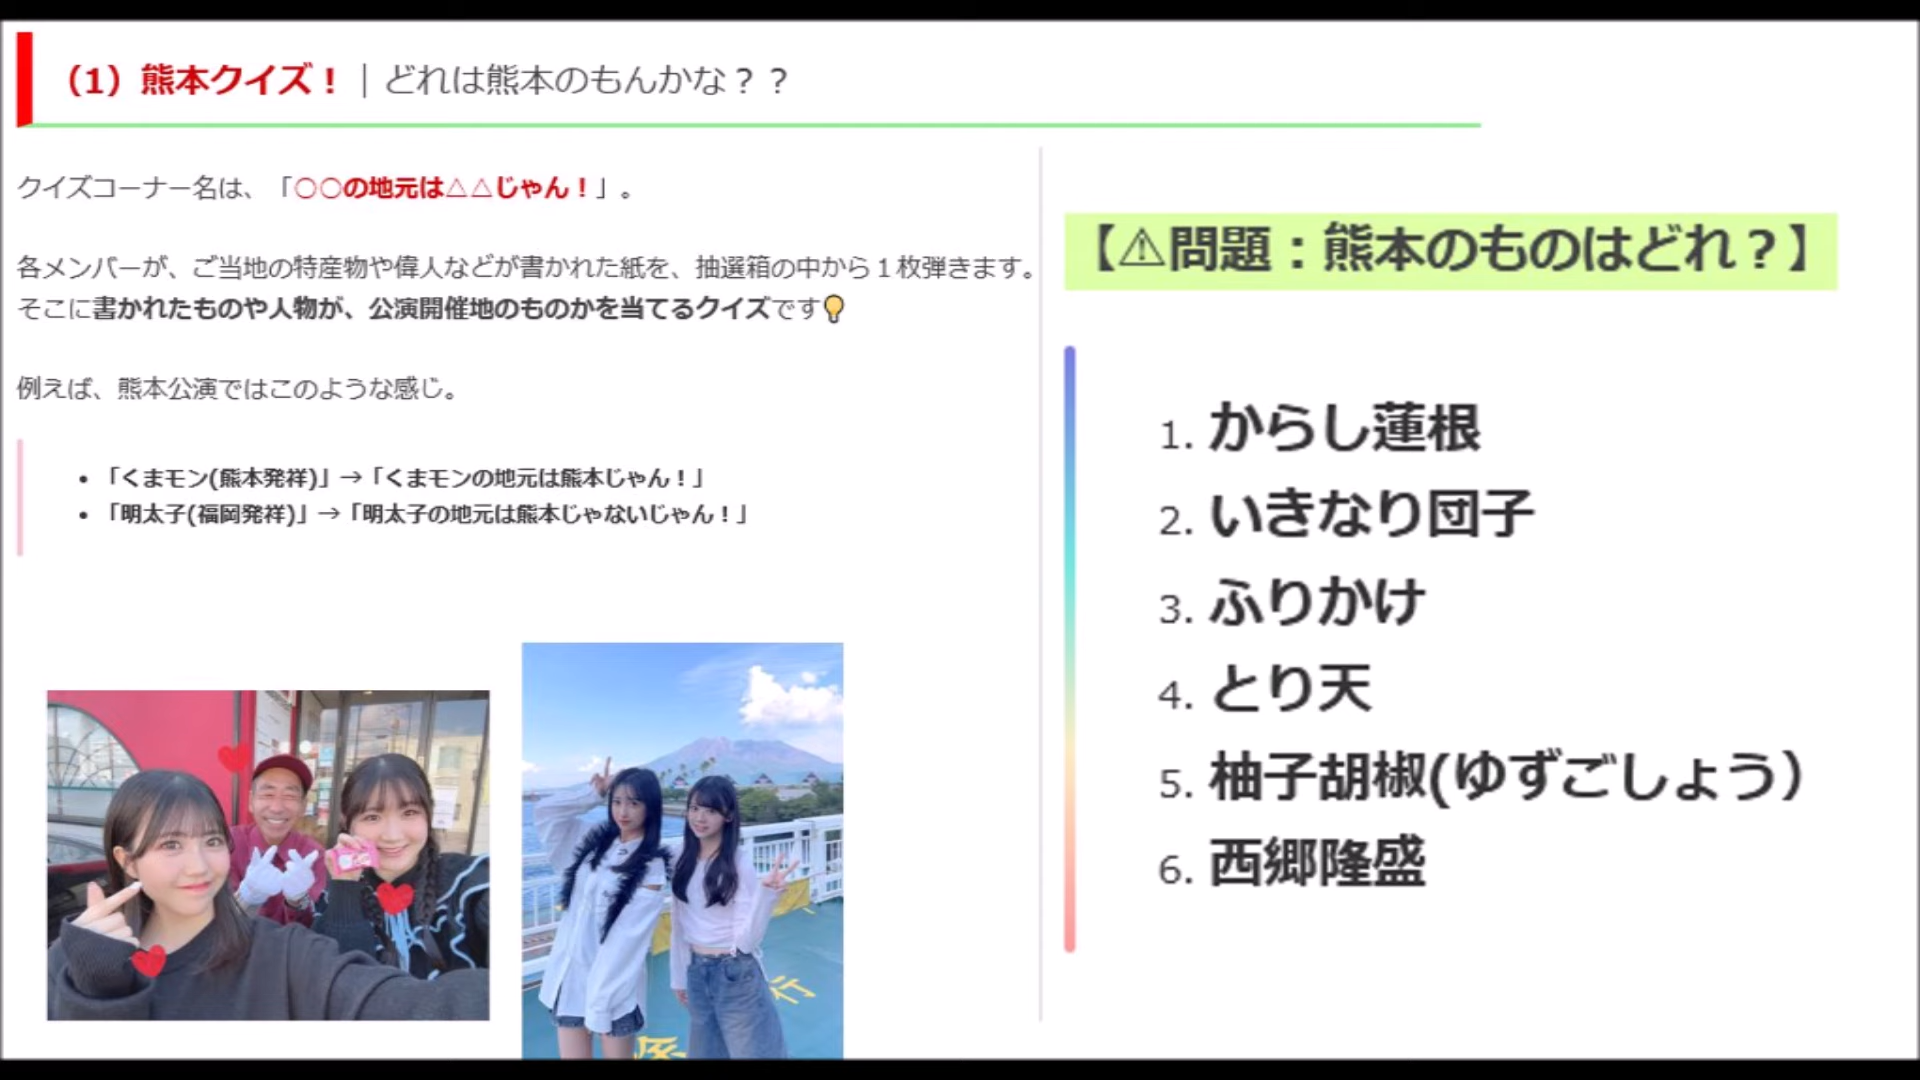 （1）熊本クイズ！｜どれは熊本のもんかな？？
クイズコーナー名は、「○○の地元は△△じゃん！」。
各メンバーが、ご当地の特産物や偉人などが書かれた紙を、抽選箱の中から１枚弾きます。
そこに書かれたものや人物が、公演開催地のものかを当てるクイズです💡
例えば、熊本公演ではこのような感じ。
• 「くまモン(熊本発祥)」→「くまモンの地元は熊本じゃん！」
• 「明太子(福岡発祥)」→「明太子の地元は熊本じゃないじゃん！」
【⚠問題：熊本のものはどれ？】
1. からし蓮根
2. いきなり団子
3. ふりかけ
4. とり天
5. 柚子胡椒(ゆずごしょう）
6. 西郷隆盛
行